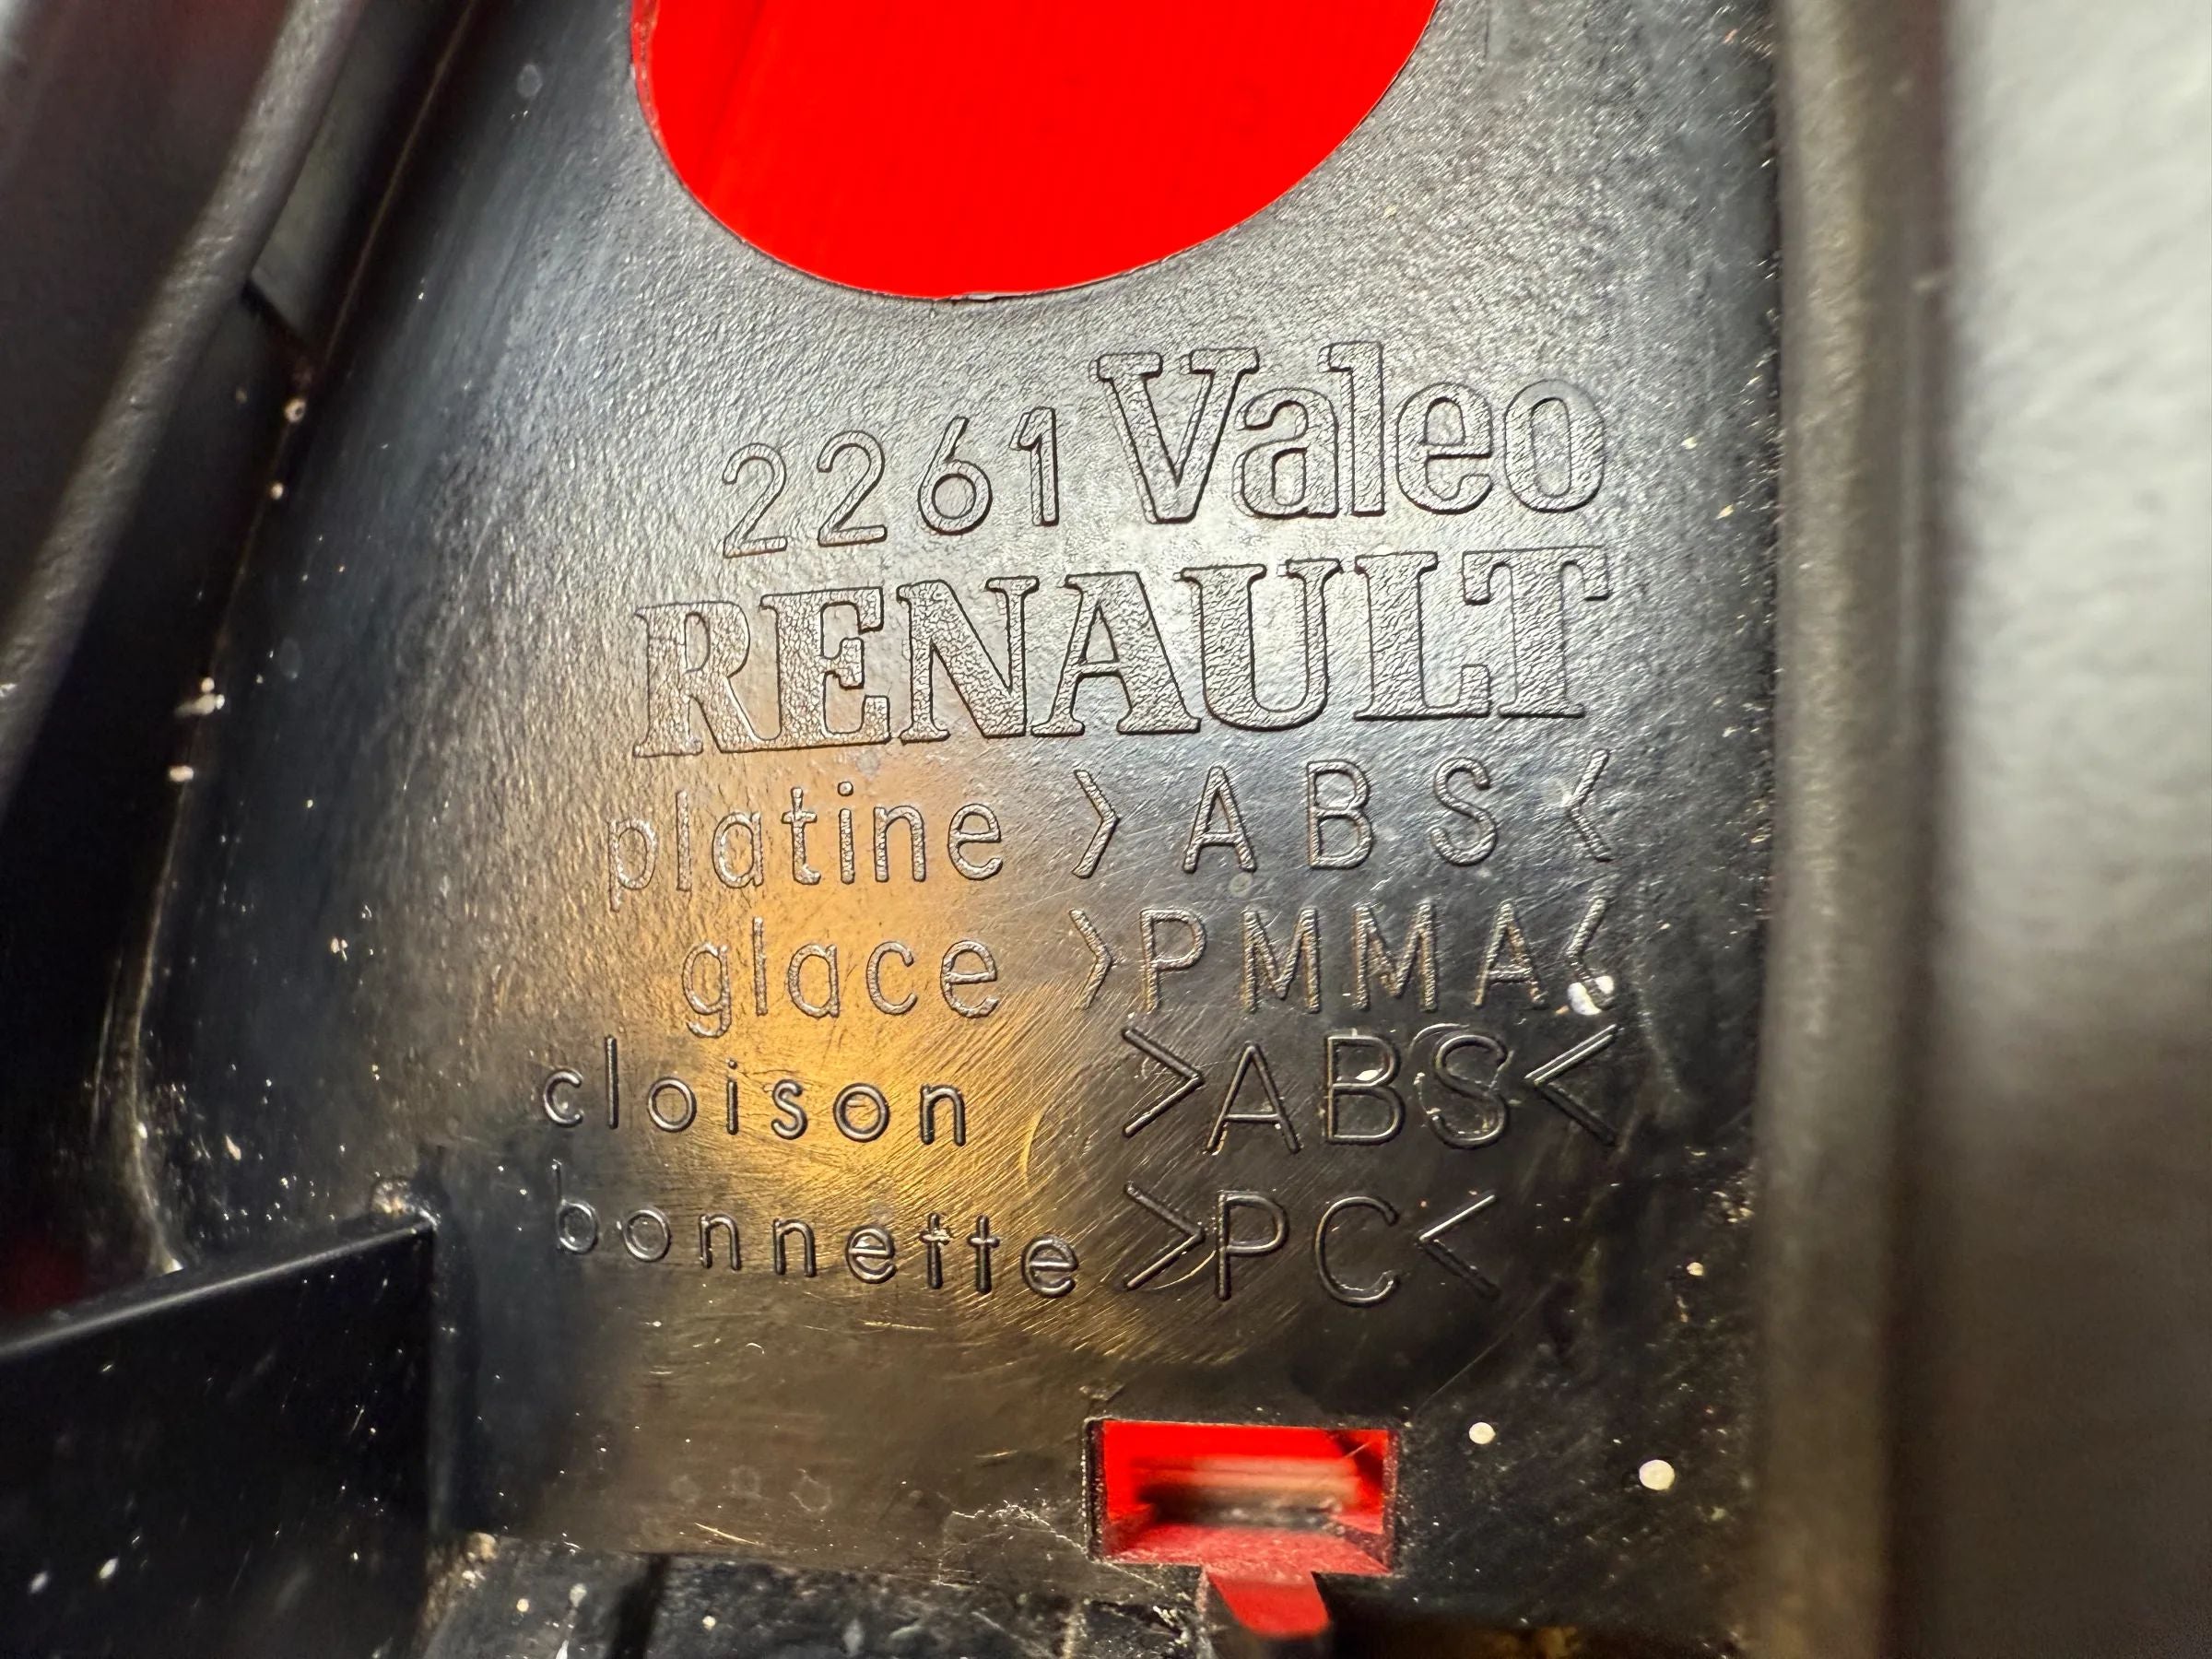 2261 Valeo
RENAULT
platine >ABS<
glace >PMMA<
cloison >ABS<
bonnette >PC<